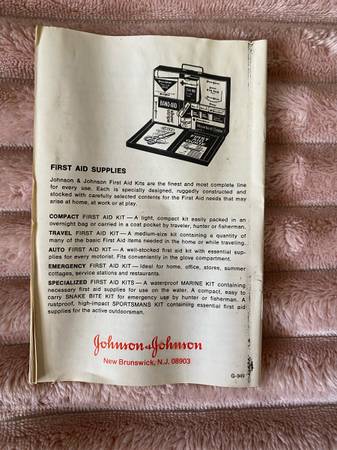 BAND-AID
FIRST AID SUPPLIES
Johnson & Johnson First Aid Kits are the finest and most complete line
for every use. Each is specially designed, ruggedly constructed and
stocked with carefully selected contents for the First Aid needs that may
arise at home, at work or at play.
COMPACT FIRST AID KIT — A light, compact kit easily packed in an
overnight bag or carried in a coat pocket by traveler, hunter or fisherman.
TRAVEL FIRST AID KIT — A medium-size kit containing a quantity of
many of the basic First Aid items needed in the home or while traveling.
AUTO FIRST AID KIT — A well-stocked first aid kit with essential sup-
plies for every motorist. Fits conveniently in the glove compartment.
EMERGENCY FIRST AID KIT — Ideal for home, office, stores, summer
cottages, service stations and restaurants.
SPECIALIZED FIRST AID KITS — A waterproof MARINE KIT containing
necessary first aid supplies for use on the water. A compact, easy to
carry SNAKE BITE KIT for emergency use by hunter or fisherman. A
rustproof, high-impact SPORTSMANS KIT containing essential first aid
supplies for the active outdoorsman.
Johnson & Johnson
New Brunswick, N.J. 08903